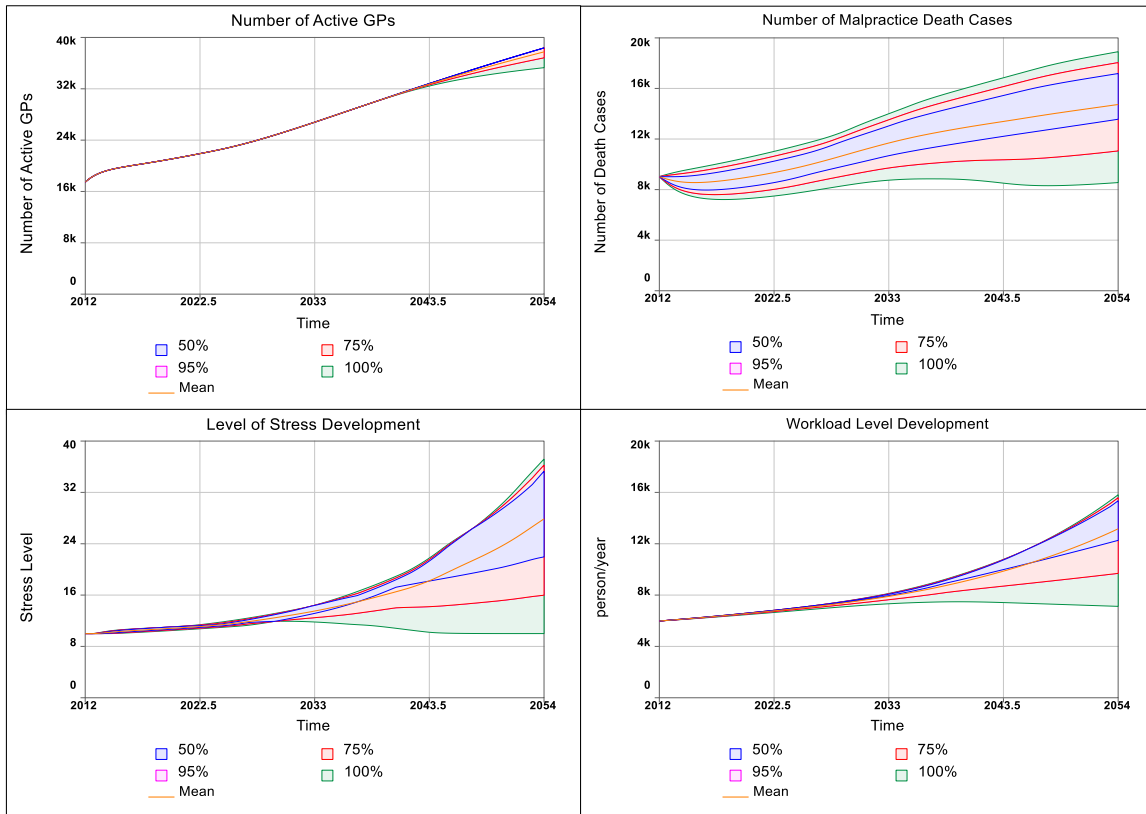 Number of Active GPs
Number of Active GPs
40k
32k
24k
16k
8k
0
2012 2022.5 2033 2043.5 2054
Time
50% 75%
95% 100%
Mean
Number of Malpractice Death Cases
Number of Death Cases
20k
16k
12k
8k
4k
0
2012 2022.5 2033 2043.5 2054
Time
50% 75%
95% 100%
Mean
Level of Stress Development
Stress Level
40
32
24
16
8
0
2012 2022.5 2033 2043.5 2054
Time
50% 75%
95% 100%
Mean
Workload Level Development
person/year
20k
16k
12k
8k
4k
0
2012 2022.5 2033 2043.5 2054
Time
50% 75%
95% 100%
Mean